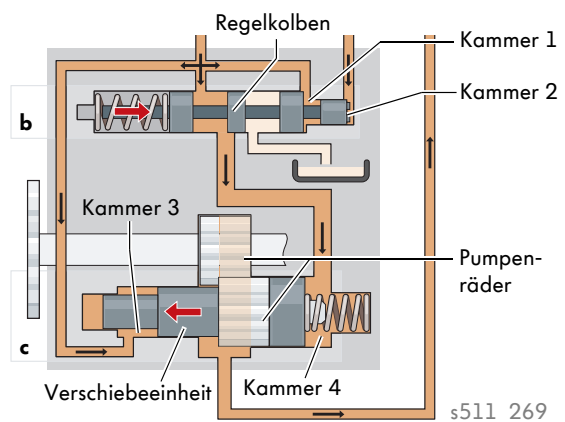 Regelkolben
Kammer 1
Kammer 2
b
Kammer 3
Pumpen-
räder
c
Verschiebeeinheit
Kammer 4
s511_269